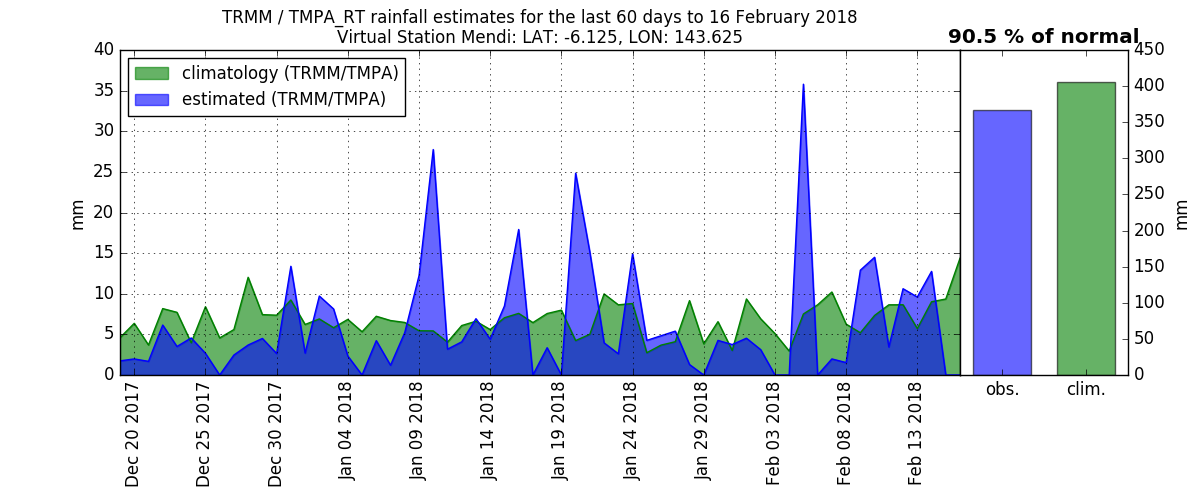 TRMM / TMPA_RT rainfall estimates for the last 60 days to 16 February 2018
Virtual Station Mendi: LAT: -6.125, LON: 143.625
90.5 % of normal
climatology (TRMM/TMPA)
estimated (TRMM/TMPA)
mm
40
35
30
25
20
15
10
5
0
Dec 20 2017
Dec 25 2017
Dec 30 2017
Jan 04 2018
Jan 09 2018
Jan 14 2018
Jan 19 2018
Jan 24 2018
Jan 29 2018
Feb 03 2018
Feb 08 2018
Feb 13 2018
obs.
clim.
450
400
350
300
250
200
150
100
50
0
mm